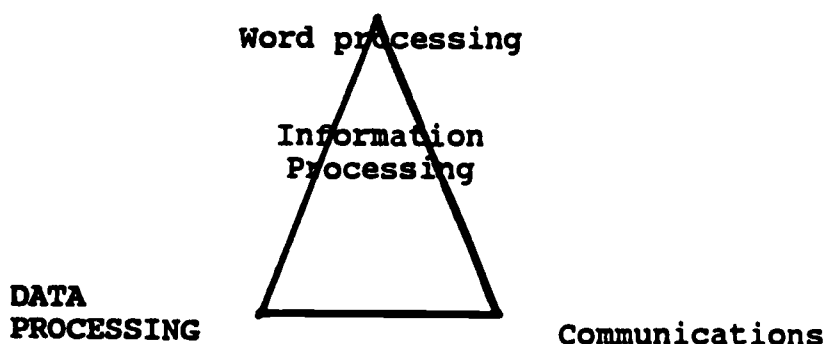 Word processing
Information
Processing
DATA
PROCESSING
Communications